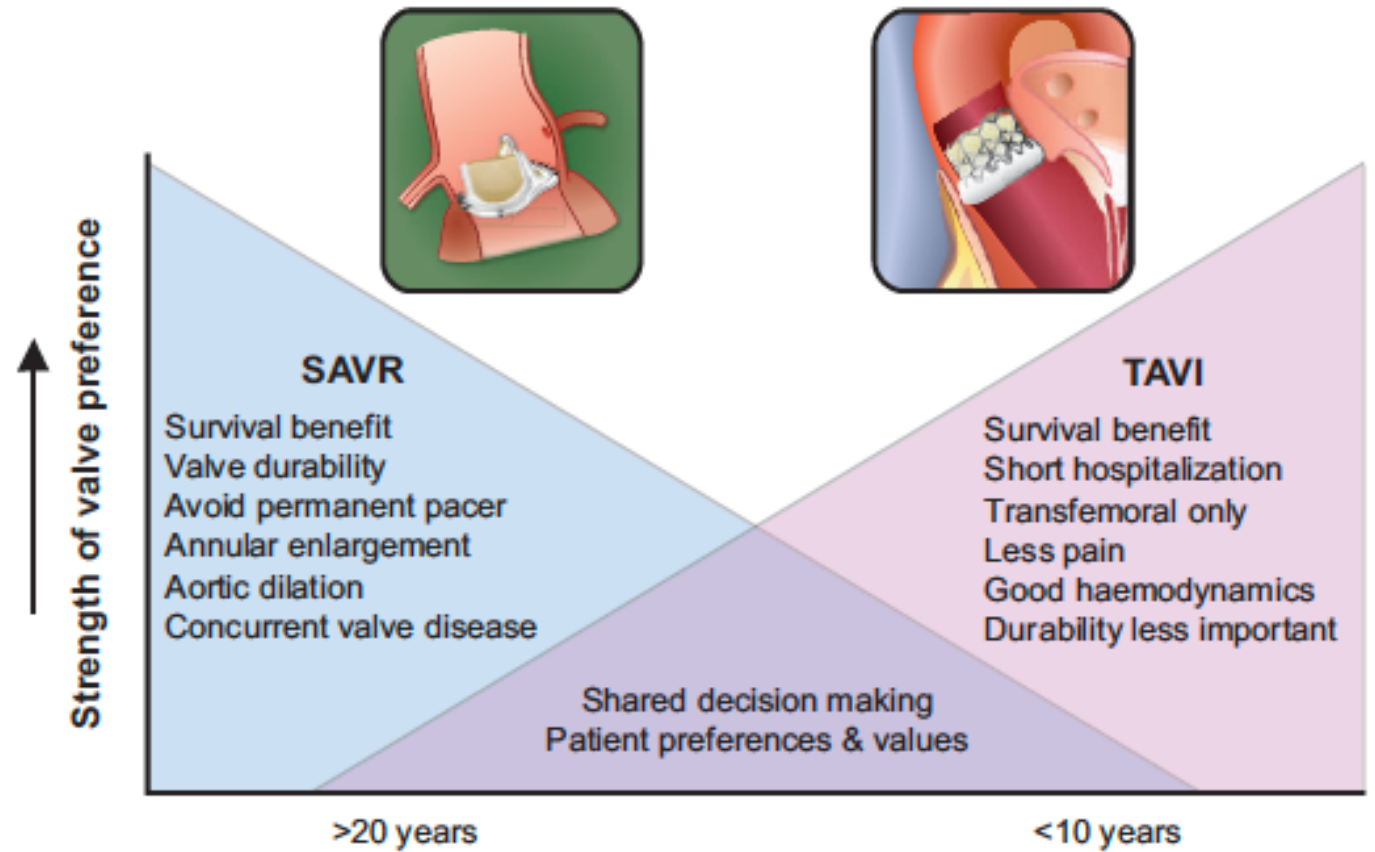 Strength of valve preference
SAVR
Survival benefit
Valve durability
Avoid permanent pacer
Annular enlargement
Aortic dilation
Concurrent valve disease
TAVI
Survival benefit
Short hospitalization
Transfemoral only
Less pain
Good haemodynamics
Durability less important
Shared decision making
Patient preferences & values
>20 years
<10 years